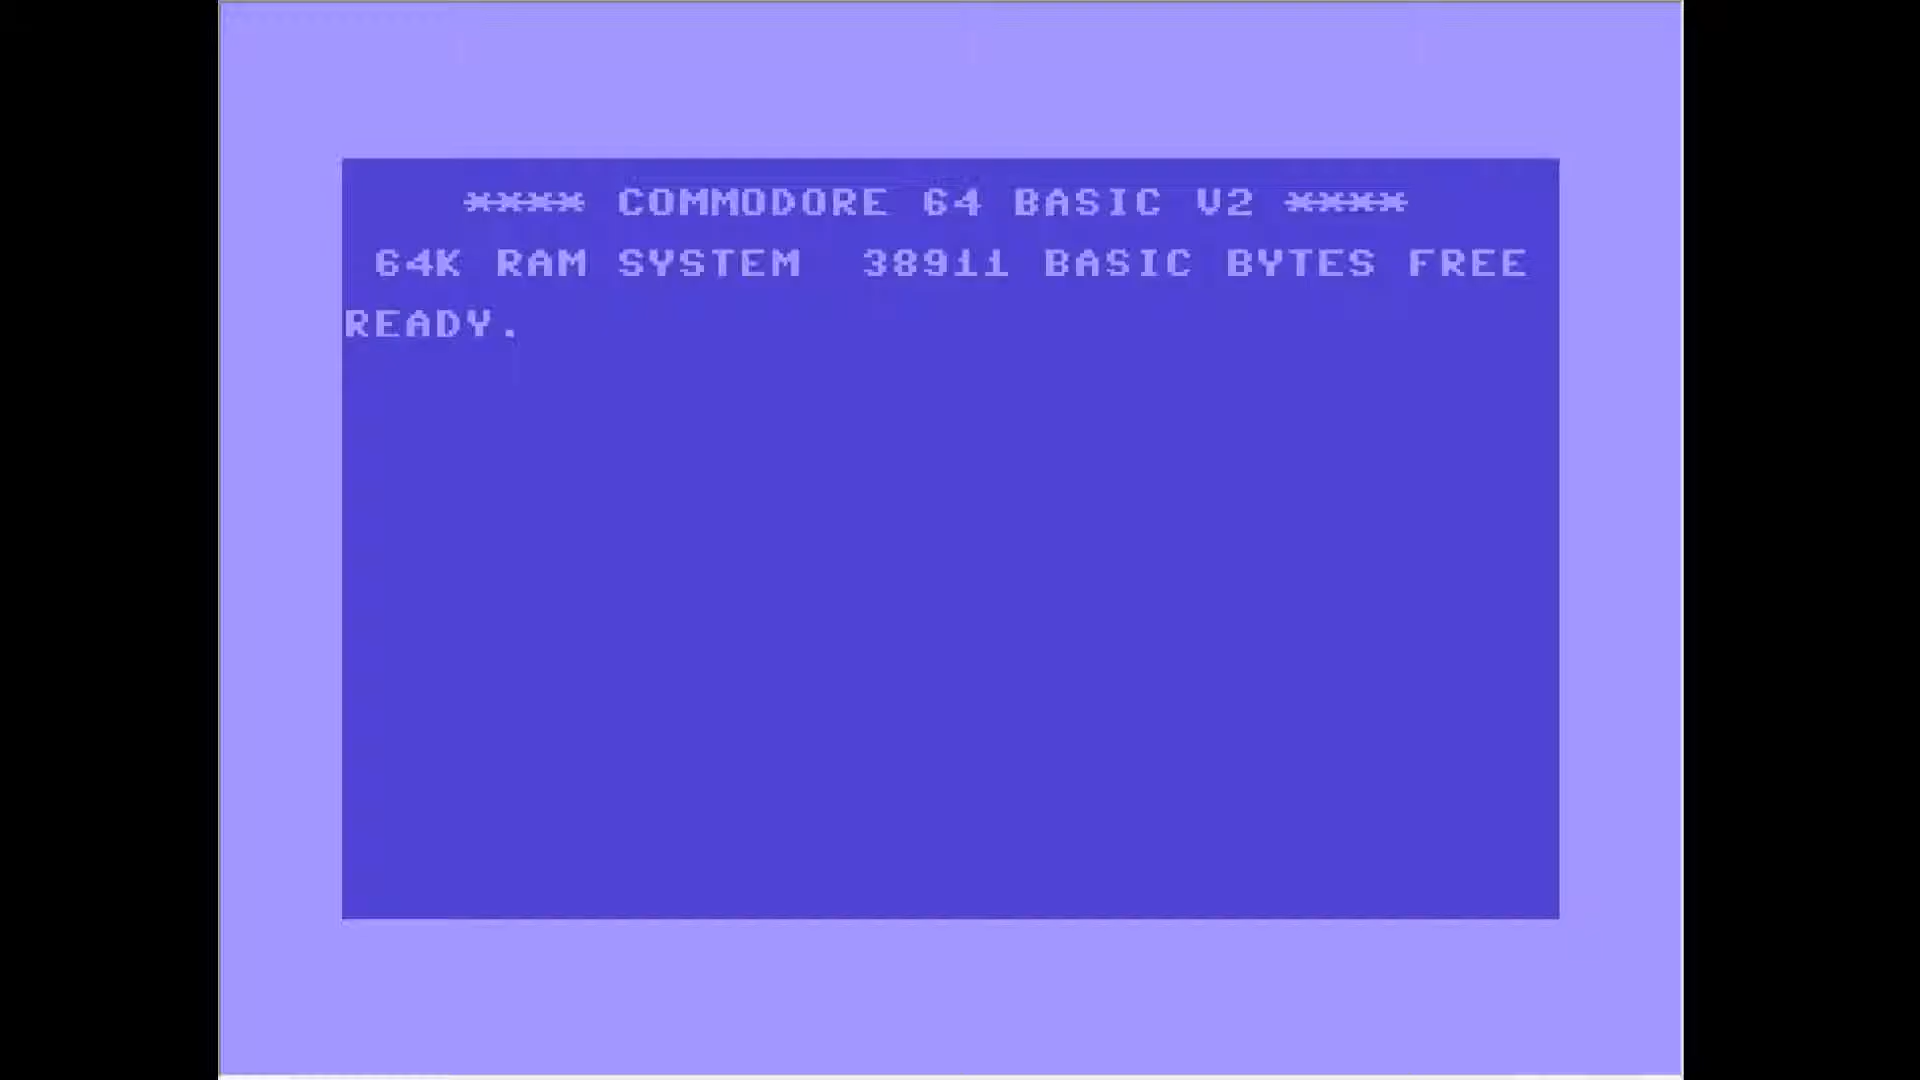 **** COMMODORE 64 BASIC V2 ****
64K RAM SYSTEM  38911 BASIC BYTES FREE
READY.